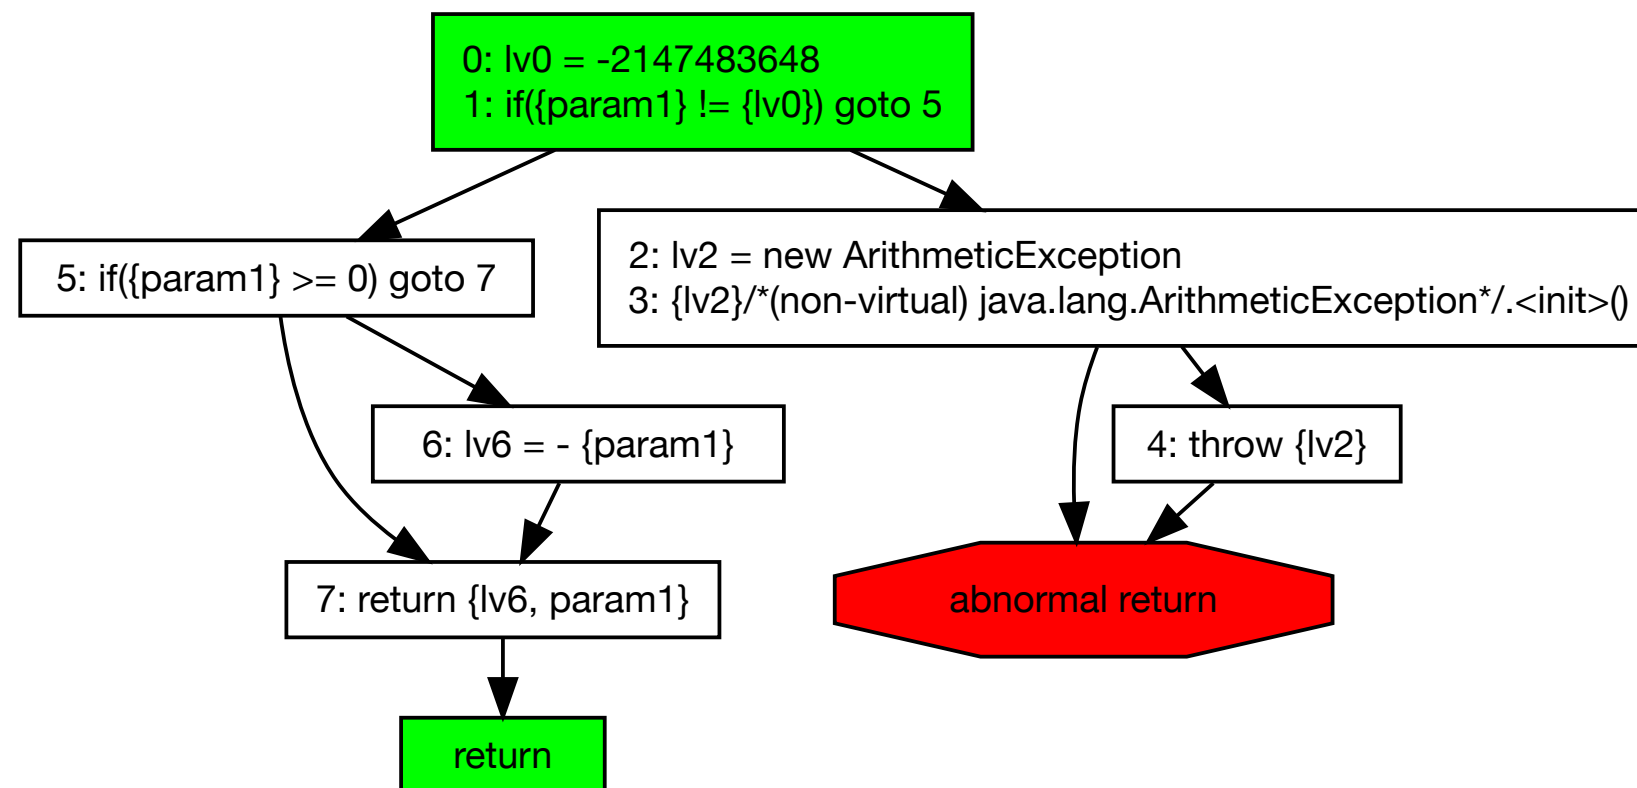 0: lv0 = -2147483648
1: if({param1} != {lv0}) goto 5
5: if({param1} >= 0) goto 7
2: lv2 = new ArithmeticException
3: {lv2}/*(non-virtual) java.lang.ArithmeticException*/.<init>()
6: lv6 = - {param1}
4: throw {lv2}
7: return {lv6, param1}
abnormal return
return